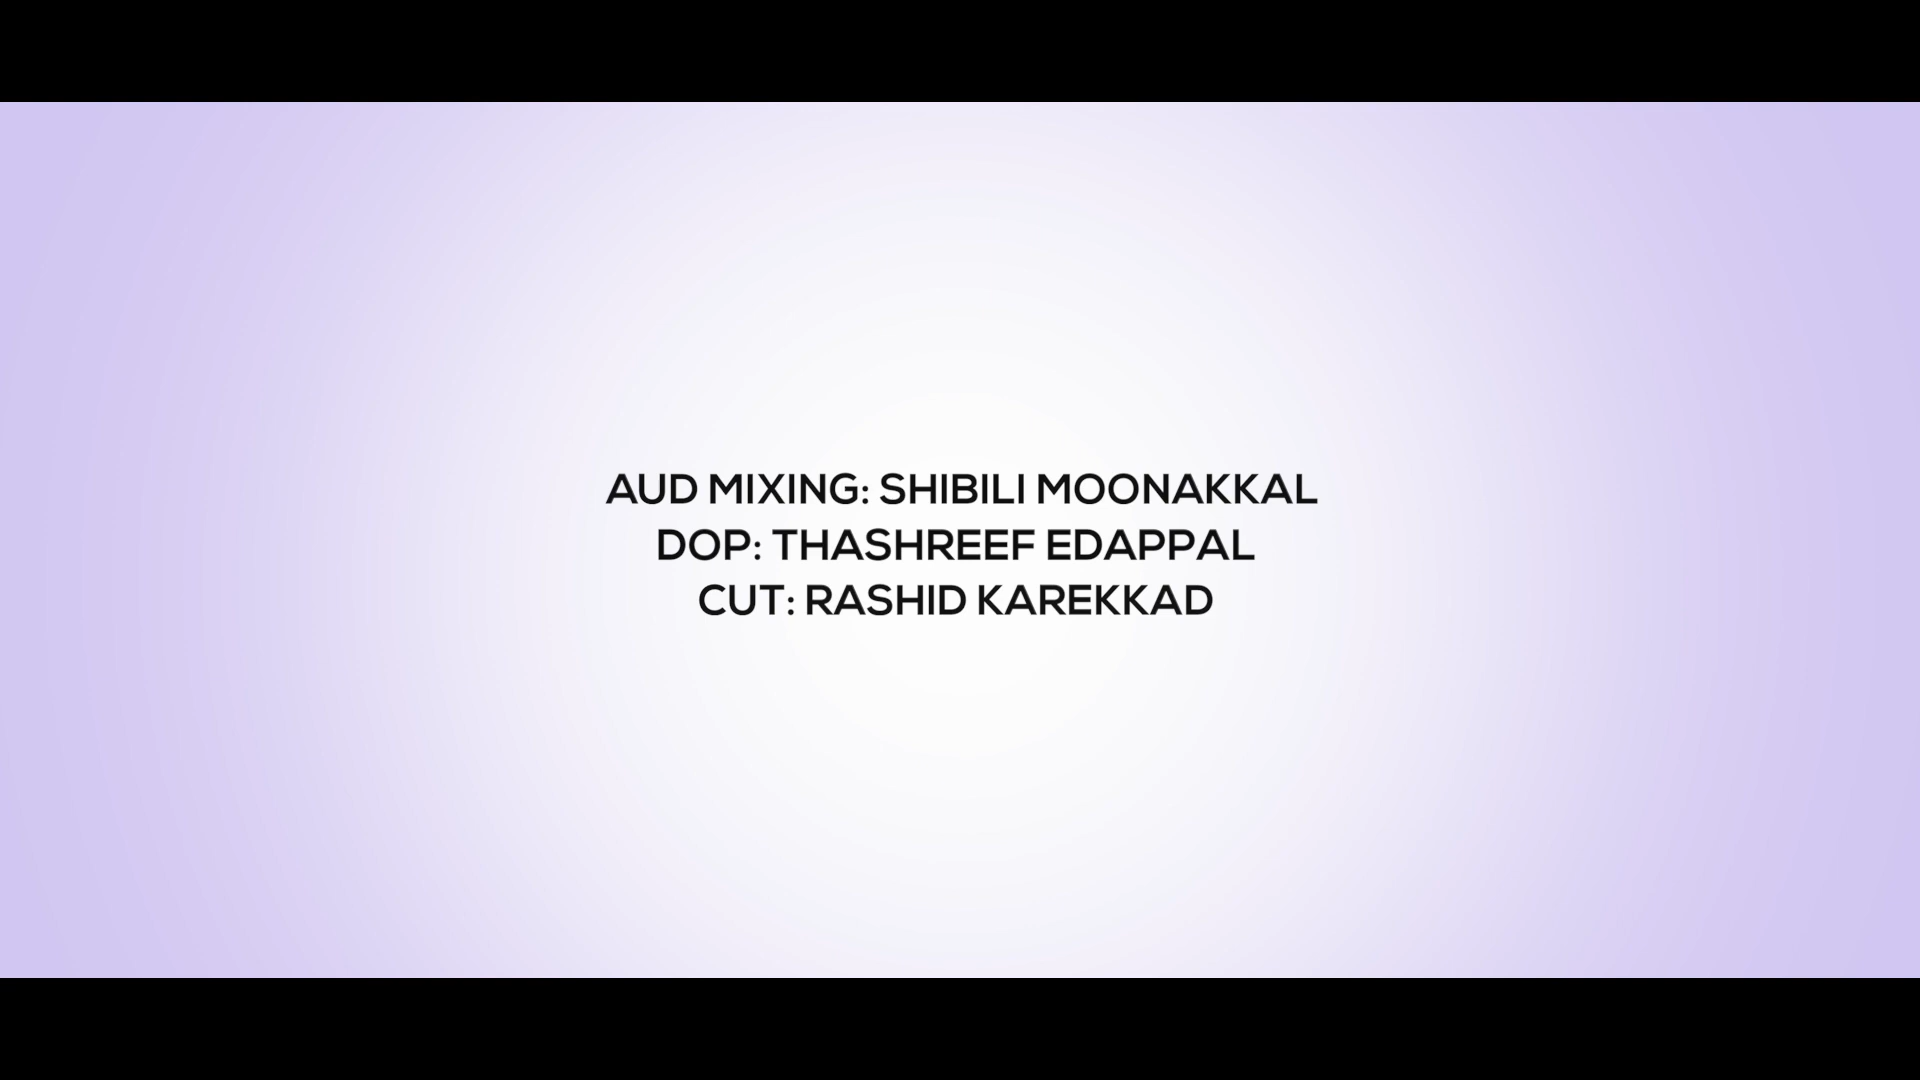 AUD MIXING: SHIBILI MOONAKKAL
DOP: THASHREEF EDAPPAL
CUT: RASHID KAREKKAD